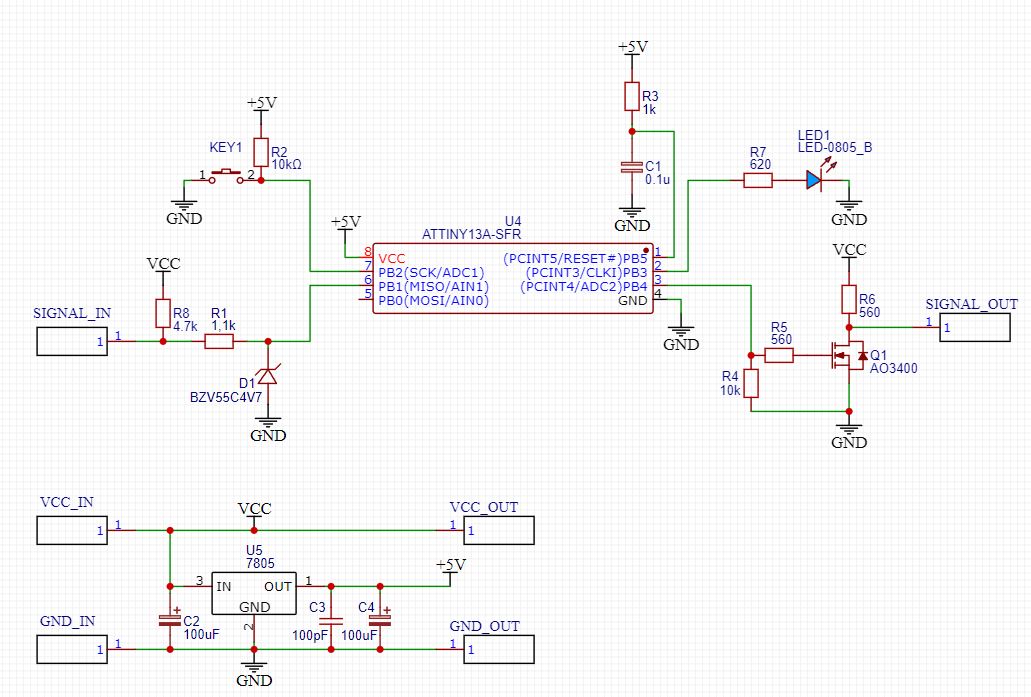 +5V
R3
1k
C1
0.1u
GND
+5V
KEY1
R2
10kΩ
1
2
GND
LED1
LED-0805_B
R7
620
GND
+5V
U4
ATTINY13A-SFR
8
VCC
(PCINT5/RESET#)PB5
1
7
PB2(SCK/ADC1)
(PCINT3/CLKI)PB3
2
6
PB1(MISO/AIN1)
(PCINT4/ADC2)PB4
3
5
PB0(MOSI/AIN0)
GND
4
GND
VCC
R8
4.7k
SIGNAL_IN
1
1
R1
1,1k
D1
BZV55C4V7
GND
VCC
R6
560
SIGNAL_OUT
1
1
R5
560
R4
10k
Q1
AO3400
GND
VCC_IN
1
1
VCC
VCC_OUT
1
1
U5
7805
3
IN
OUT
1
GND
2
+5V
C2
100uF
C3
100pF
C4
100uF
GND_IN
1
1
GND_OUT
1
1
GND